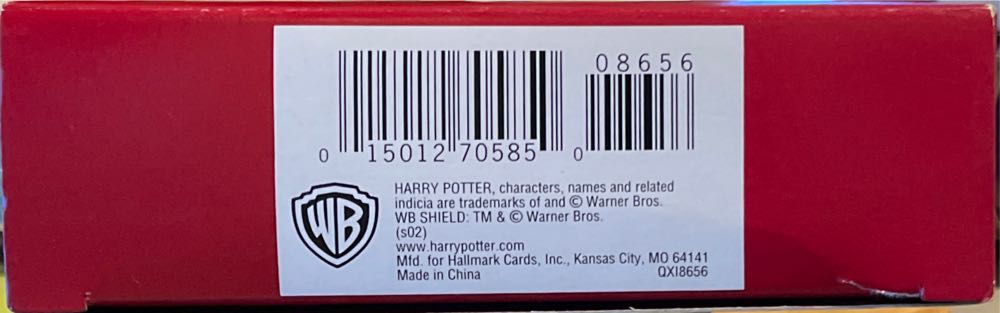 08656
0 15012 70585 0
WB
HARRY POTTER, characters, names and related
indicia are trademarks of and © Warner Bros.
WB SHIELD: TM & © Warner Bros.
(s02)
www.harrypotter.com
Mfd. for Hallmark Cards, Inc., Kansas City, MO 64141
Made in China
QXI8656